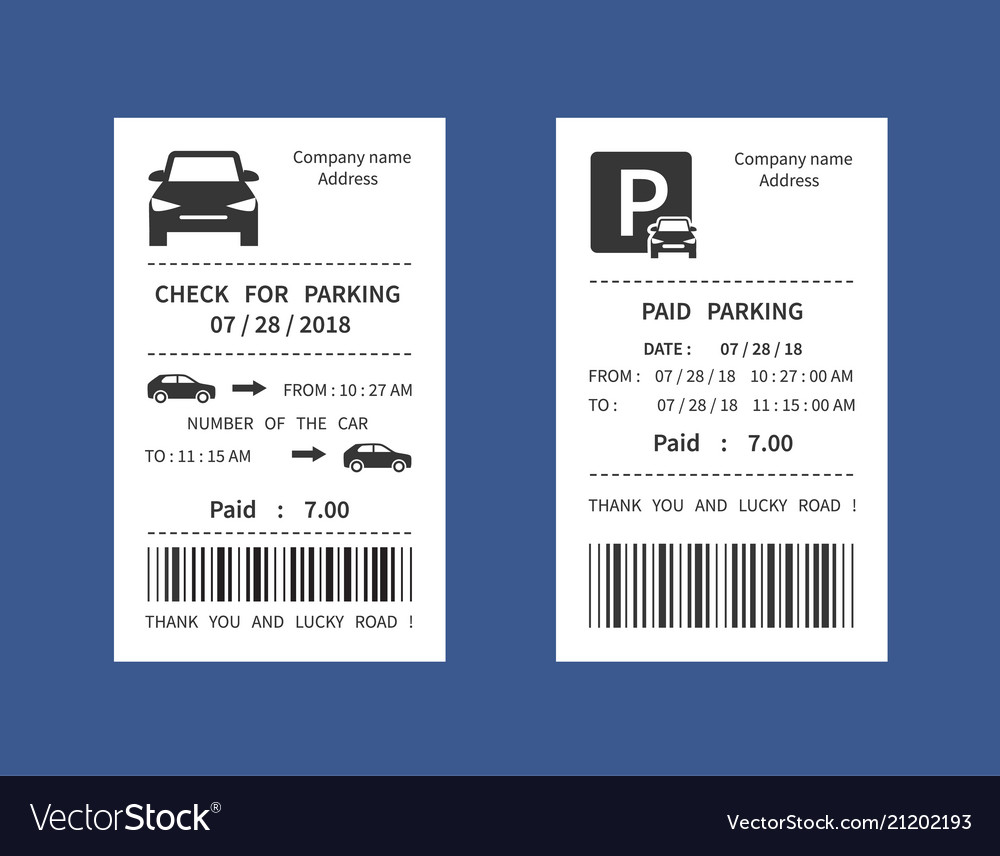 Company name
Address
CHECK FOR PARKING
07 / 28 / 2018
FROM : 10 : 27 AM
NUMBER OF THE CAR
TO : 11 : 15 AM
Paid : 7.00
THANK YOU AND LUCKY ROAD !
P
Company name
Address
PAID PARKING
DATE : 07 / 28 / 18
FROM : 07 / 28 / 18 10 : 27 : 00 AM
TO : 07 / 28 / 18 11 : 15 : 00 AM
Paid : 7.00
THANK YOU AND LUCKY ROAD !
VectorStock®
VectorStock.com/21202193